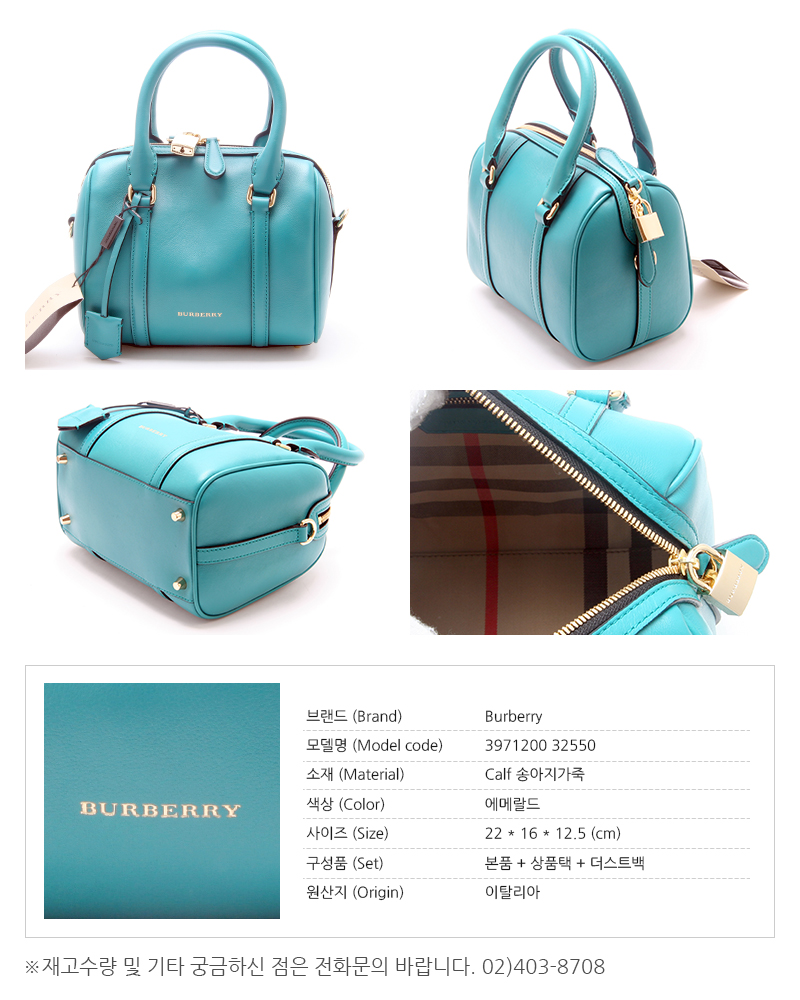 BURBERRY
BURBERRY
브랜드 (Brand) Burberry
모델명 (Model code) 3971200 32550
소재 (Material) Calf 송아지가죽
색상 (Color) 에메랄드
사이즈 (Size) 22 * 16 * 12.5 (cm)
구성품 (Set) 본품 + 상품택 + 더스트백
원산지 (Origin) 이탈리아
※재고수량 및 기타 궁금하신 점은 전화문의 바랍니다. 02)403-8708